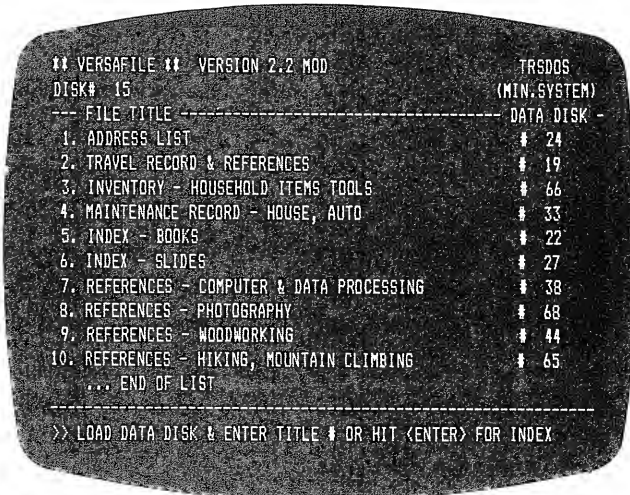 ** VERSAFILE ** VERSION 2.2 MOD TRSDOS
DISK# 15 (MIN.SYSTEM)
--- FILE TITLE ---------------------------------------- DATA DISK -
1. ADDRESS LIST # 24
2. TRAVEL RECORD & REFERENCES # 19
3. INVENTORY - HOUSEHOLD ITEMS TOOLS # 66
4. MAINTENANCE RECORD - HOUSE, AUTO # 33
5. INDEX - BOOKS # 22
6. INDEX - SLIDES # 27
7. REFERENCES - COMPUTER & DATA PROCESSING # 38
8. REFERENCES - PHOTOGRAPHY # 68
9. REFERENCES - WOODWORKING # 44
10. REFERENCES - HIKING, MOUNTAIN CLIMBING # 65
... END OF LIST
>> LOAD DATA DISK & ENTER TITLE # OR HIT <ENTER> FOR INDEX